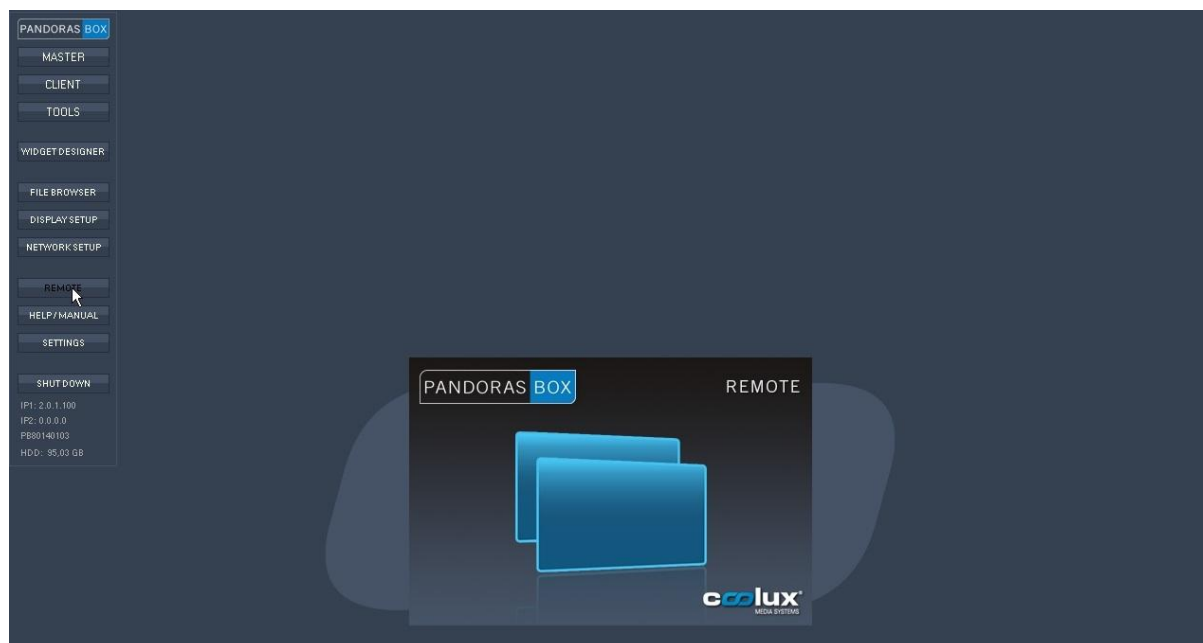 PANDORAS BOX
MASTER
CLIENT
TOOLS
WIDGET DESIGNER
FILE BROWSER
DISPLAY SETUP
NETWORK SETUP
REMOTE
HELP / MANUAL
SETTINGS
SHUT DOWN
IP1: 2.0.1.100
IP2: 0.0.0.0
PB80140103
HDD: 95,03 GB
PANDORAS BOX
REMOTE
coolux
MEDIA SYSTEMS